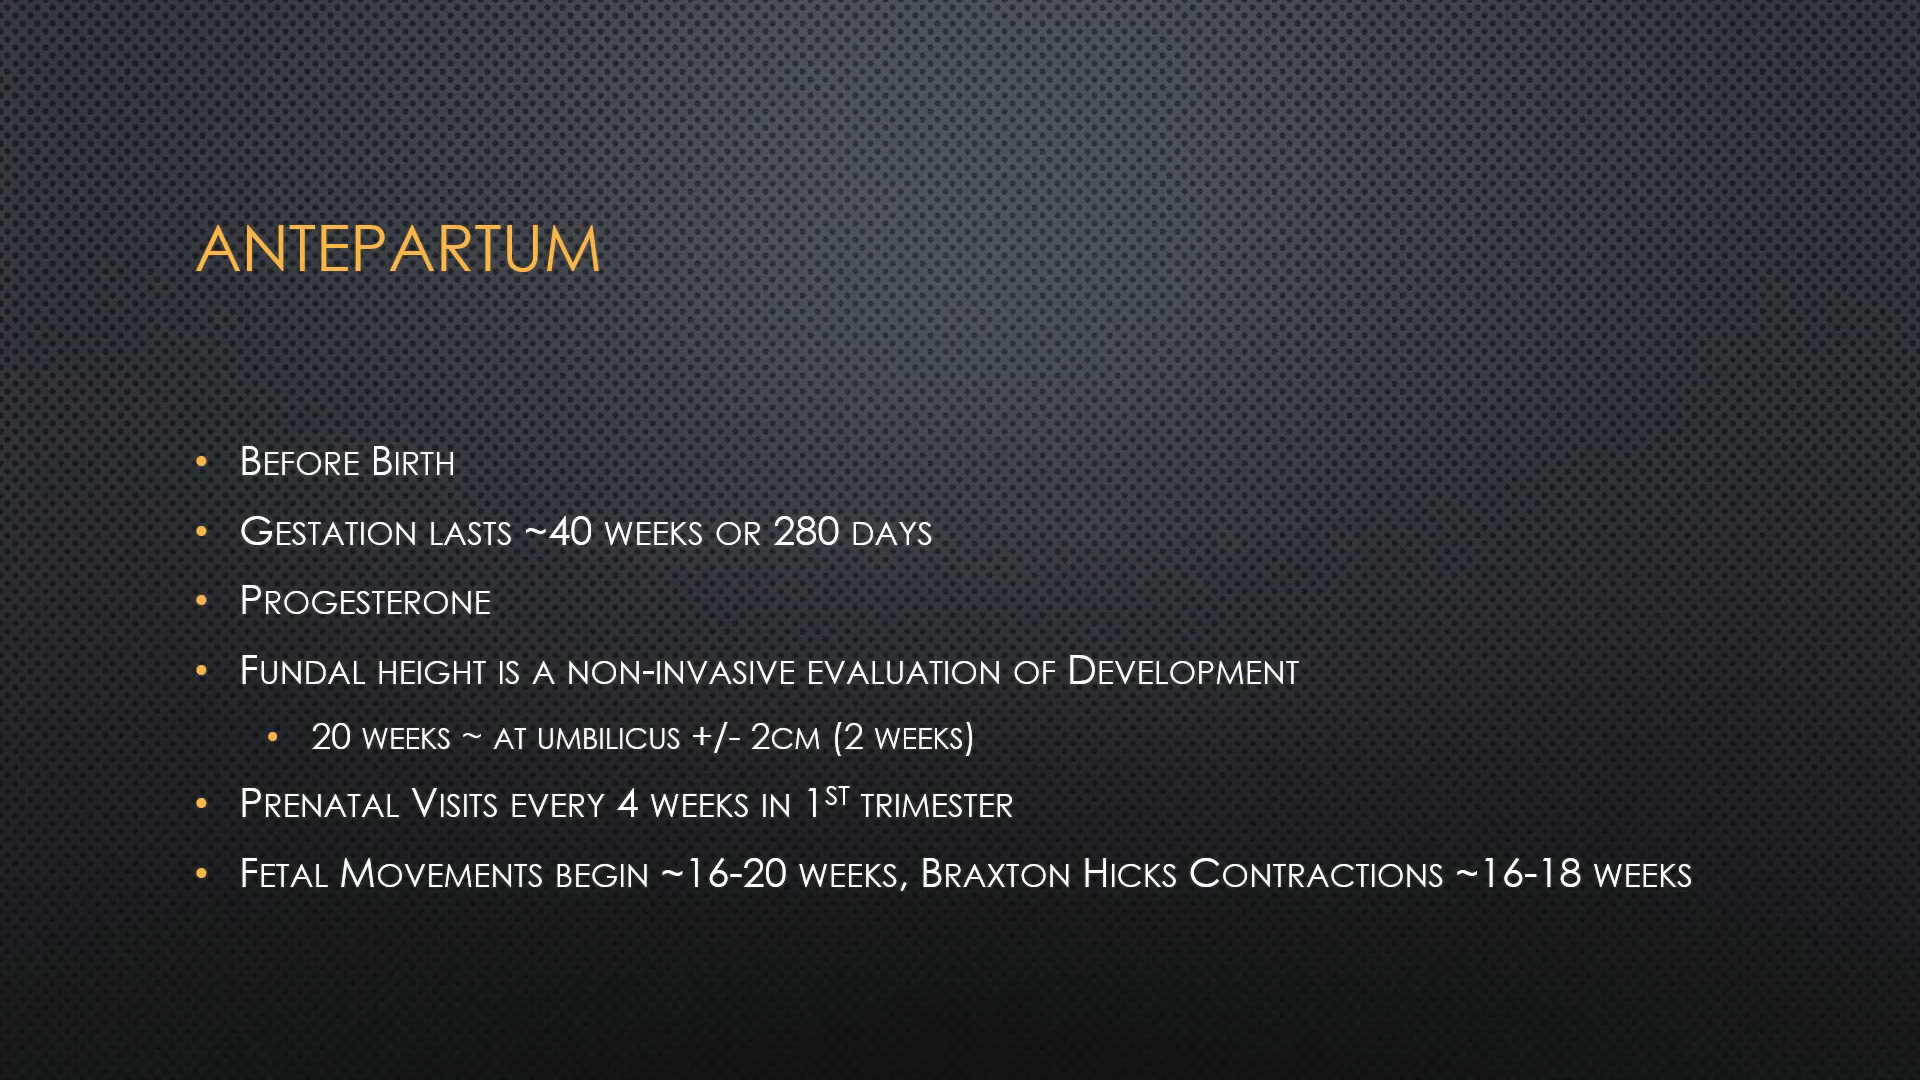 ANTEPARTUM
• Before Birth
• Gestation lasts ~40 weeks or 280 days
• Progesterone
• Fundal height is a non-invasive evaluation of Development
• 20 weeks ~ at umbilicus +/- 2cm (2 weeks)
• Prenatal Visits every 4 weeks in 1st trimester
• Fetal Movements begin ~16-20 weeks, Braxton Hicks Contractions ~16-18 weeks